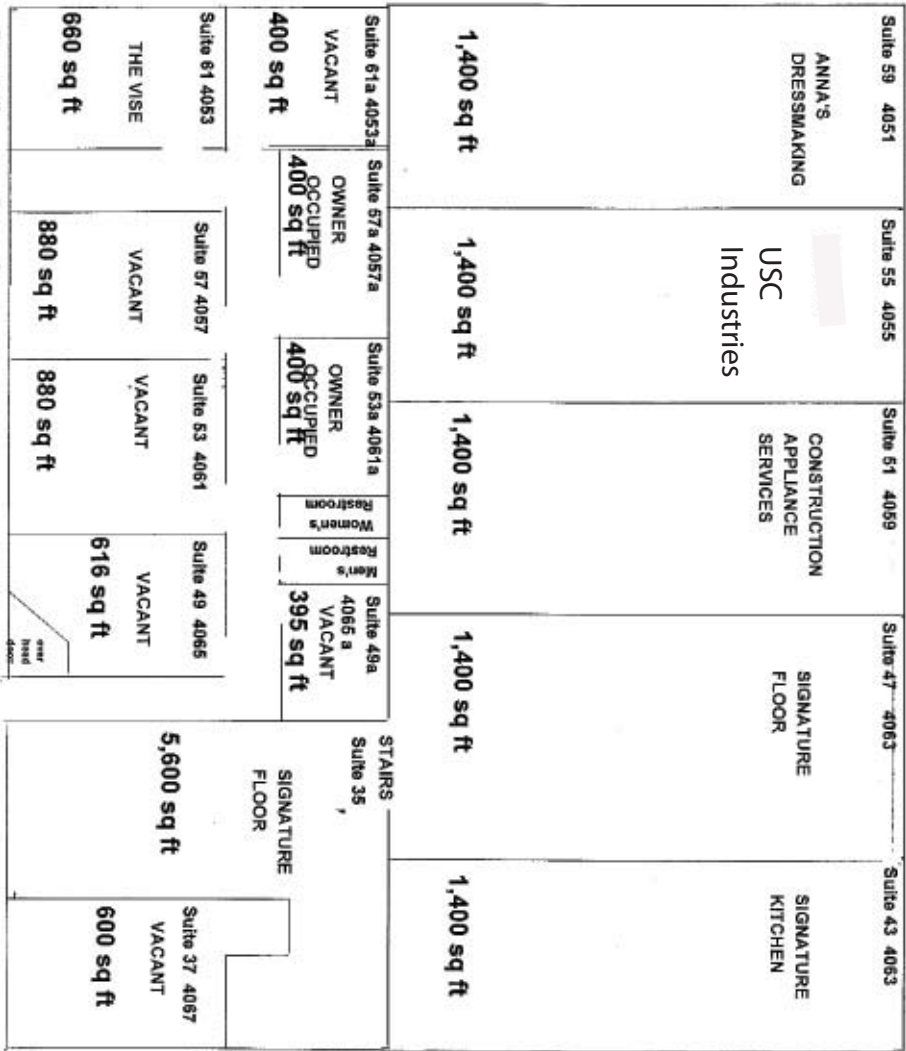 Suite 59 4051
ANNA'S
DRESSMAKING
1,400 sq ft
Suite 55 4055
USC
Industries
1,400 sq ft
Suite 51 4059
CONSTRUCTION
APPLIANCE
SERVICES
1,400 sq ft
Suite 47 4063
SIGNATURE
FLOOR
1,400 sq ft
Suite 43 4063
SIGNATURE
KITCHEN
1,400 sq ft
Suite 61a 4053a
VACANT
400 sq ft
Suite 57a 4057a
OWNER
OCCUPIED
400 sq ft
Suite 53a 4061a
OWNER
OCCUPIED
400 sq ft
Women's
Restroom
Men's
Restroom
Suite 49a
4065 a
VACANT
395 sq ft
STAIRS
Suite 35 ,
SIGNATURE
FLOOR
5,600 sq ft
Suite 61 4053
THE VISE
660 sq ft
Suite 57 4057
VACANT
880 sq ft
Suite 53 4061
VACANT
880 sq ft
Suite 49 4065
VACANT
616 sq ft
over
head
door
Suite 37 4067
VACANT
600 sq ft